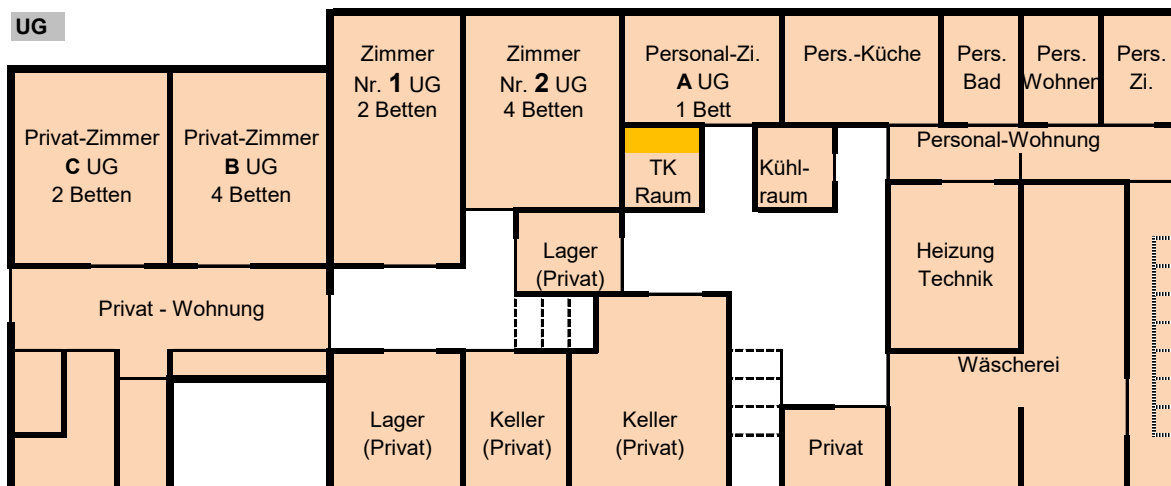 UG
Zimmer
Nr. 1 UG
2 Betten
Zimmer
Nr. 2 UG
4 Betten
Personal-Zi.
A UG
1 Bett
Pers.-Küche
Pers.
Bad
Pers.
Wohnen
Pers.
Zi.
Privat-Zimmer
C UG
2 Betten
Privat-Zimmer
B UG
4 Betten
Personal-Wohnung
TK
Raum
Kühl-
raum
Lager
(Privat)
Heizung
Technik
Privat - Wohnung
Wäscherei
Lager
(Privat)
Keller
(Privat)
Keller
(Privat)
Privat